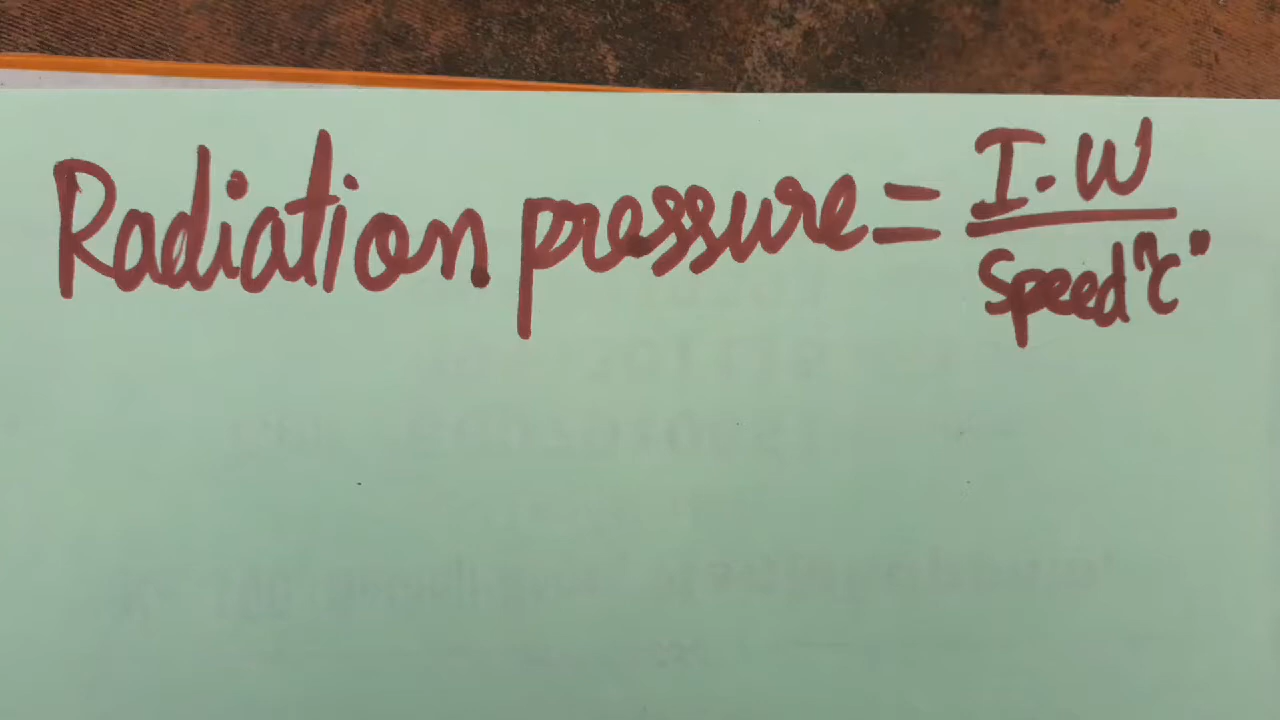 Radiation pressure = I.W
Speed "c"